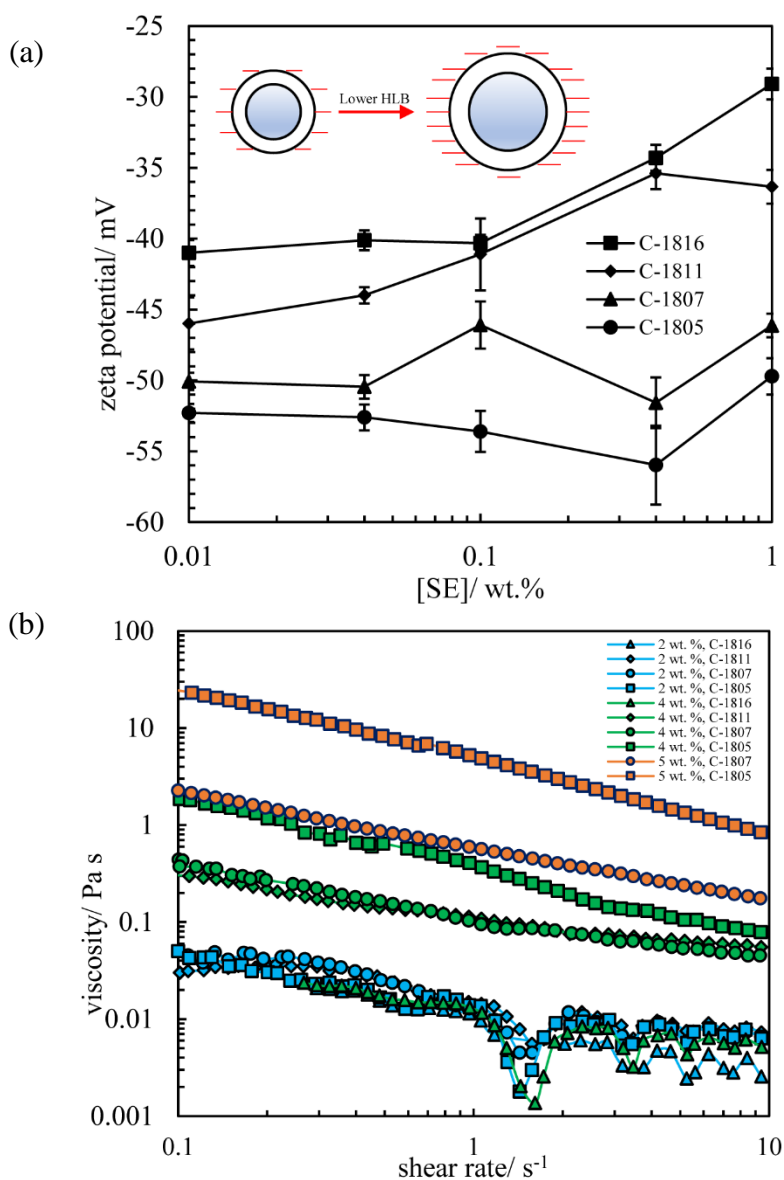 (a)
-25
-30
-35
-40
-45
-50
-55
-60
zeta potential/ mV
Lower HLB
C-1816
C-1811
C-1807
C-1805
0.01
0.1
1
[SE]/ wt.%
(b)
100
10
1
0.1
0.01
0.001
viscosity/ Pa s
2 wt. %, C-1816
2 wt. %, C-1811
2 wt. %, C-1807
2 wt. %, C-1805
4 wt. %, C-1816
4 wt. %, C-1811
4 wt. %, C-1807
4 wt. %, C-1805
5 wt. %, C-1807
5 wt. %, C-1805
0.1
1
10
shear rate/ s-1